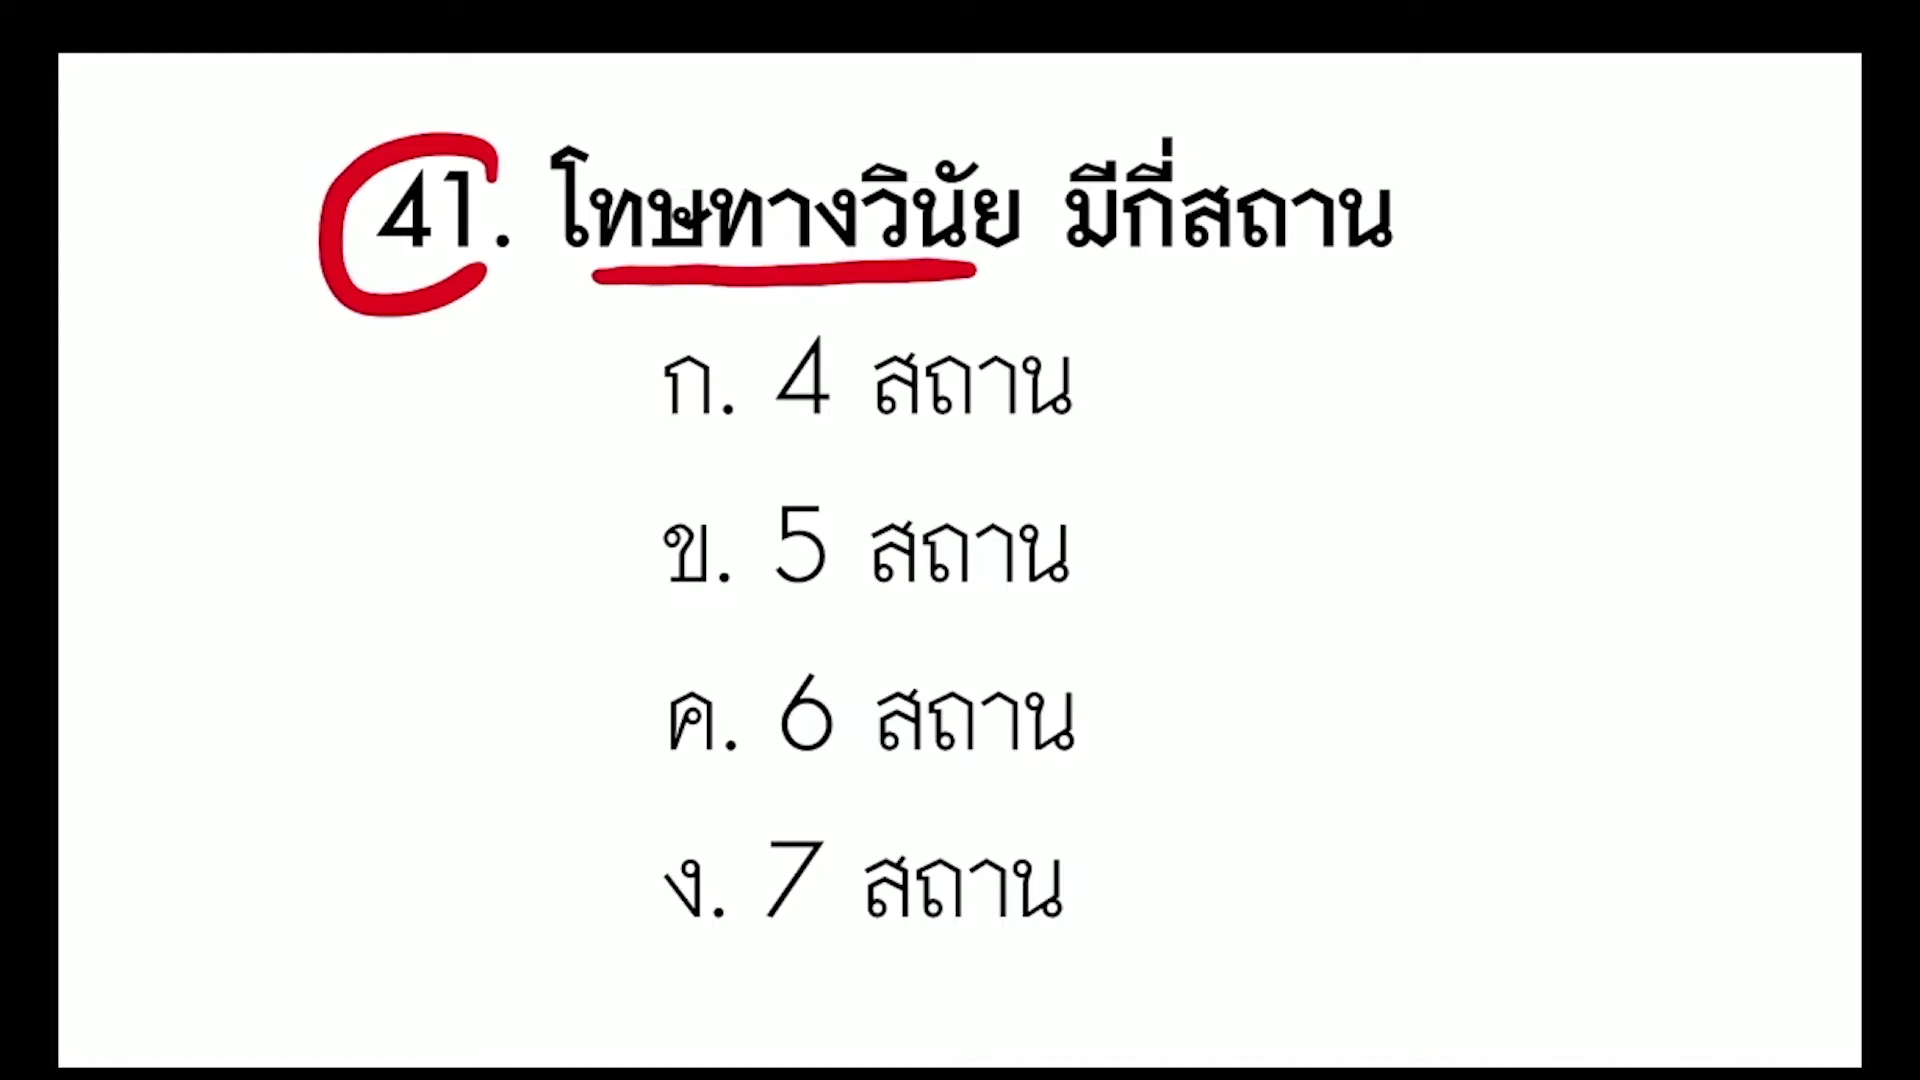 41. โทษทางวินัย มีกี่สถาน
ก. 4 สถาน
ข. 5 สถาน
ค. 6 สถาน
ง. 7 สถาน